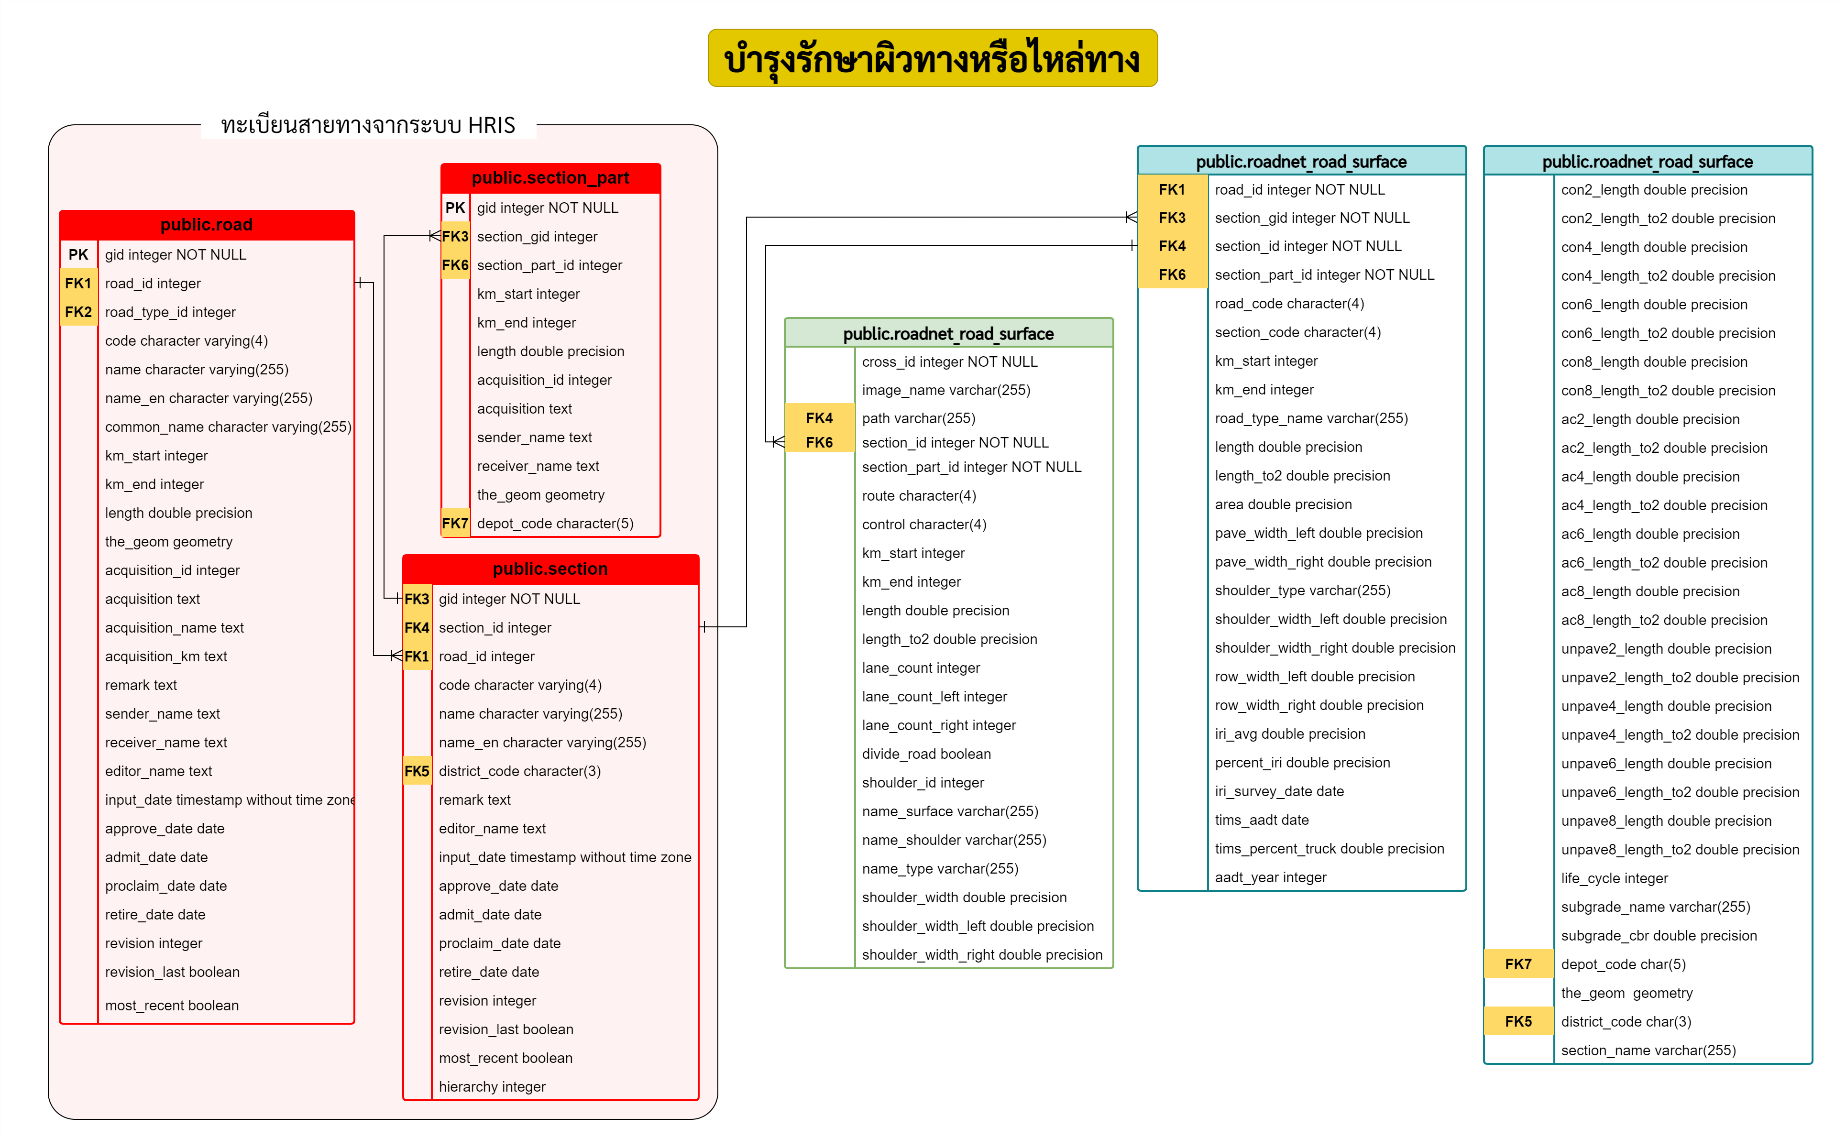 บำรุงรักษาผิวทางหรือไหล่ทาง
ทะเบียนสายทางจากระบบ HRIS
public.road
PK gid integer NOT NULL
FK1 road_id integer
FK2 road_type_id integer
code character varying(4)
name character varying(255)
name_en character varying(255)
common_name character varying(255)
km_start integer
km_end integer
length double precision
the_geom geometry
acquisition_id integer
acquisition text
acquisition_name text
acquisition_km text
remark text
sender_name text
receiver_name text
editor_name text
input_date timestamp without time zone
approve_date date
admit_date date
proclaim_date date
retire_date date
revision integer
revision_last boolean
most_recent boolean
public.section_part
PK gid integer NOT NULL
FK3 section_gid integer
FK6 section_part_id integer
km_start integer
km_end integer
length double precision
acquisition_id integer
acquisition text
sender_name text
receiver_name text
the_geom geometry
FK7 depot_code character(5)
public.section
FK3 gid integer NOT NULL
FK4 section_id integer
FK1 road_id integer
code character varying(4)
name character varying(255)
name_en character varying(255)
FK5 district_code character(3)
remark text
editor_name text
input_date timestamp without time zone
approve_date date
admit_date date
proclaim_date date
retire_date date
revision integer
revision_last boolean
most_recent boolean
hierarchy integer
public.roadnet_road_surface
cross_id integer NOT NULL
image_name varchar(255)
FK4 path varchar(255)
FK6 section_id integer NOT NULL
section_part_id integer NOT NULL
route character(4)
control character(4)
km_start integer
km_end integer
length double precision
length_to2 double precision
lane_count integer
lane_count_left integer
lane_count_right integer
divide_road boolean
shoulder_id integer
name_surface varchar(255)
name_shoulder varchar(255)
name_type varchar(255)
shoulder_width double precision
shoulder_width_left double precision
shoulder_width_right double precision
public.roadnet_road_surface
FK1 road_id integer NOT NULL
FK3 section_gid integer NOT NULL
FK4 section_id integer NOT NULL
FK6 section_part_id integer NOT NULL
road_code character(4)
section_code character(4)
km_start integer
km_end integer
road_type_name varchar(255)
length double precision
length_to2 double precision
area double precision
pave_width_left double precision
pave_width_right double precision
shoulder_type varchar(255)
shoulder_width_left double precision
shoulder_width_right double precision
row_width_left double precision
row_width_right double precision
iri_avg double precision
percent_iri double precision
iri_survey_date date
tims_aadt date
tims_percent_truck double precision
aadt_year integer
public.roadnet_road_surface
con2_length double precision
con2_length_to2 double precision
con4_length double precision
con4_length_to2 double precision
con6_length double precision
con6_length_to2 double precision
con8_length double precision
con8_length_to2 double precision
ac2_length double precision
ac2_length_to2 double precision
ac4_length double precision
ac4_length_to2 double precision
ac6_length double precision
ac6_length_to2 double precision
ac8_length double precision
ac8_length_to2 double precision
unpave2_length double precision
unpave2_length_to2 double precision
unpave4_length double precision
unpave4_length_to2 double precision
unpave6_length double precision
unpave6_length_to2 double precision
unpave8_length double precision
unpave8_length_to2 double precision
life_cycle integer
subgrade_name varchar(255)
subgrade_cbr double precision
FK7 depot_code char(5)
the_geom geometry
FK5 district_code char(3)
section_name varchar(255)